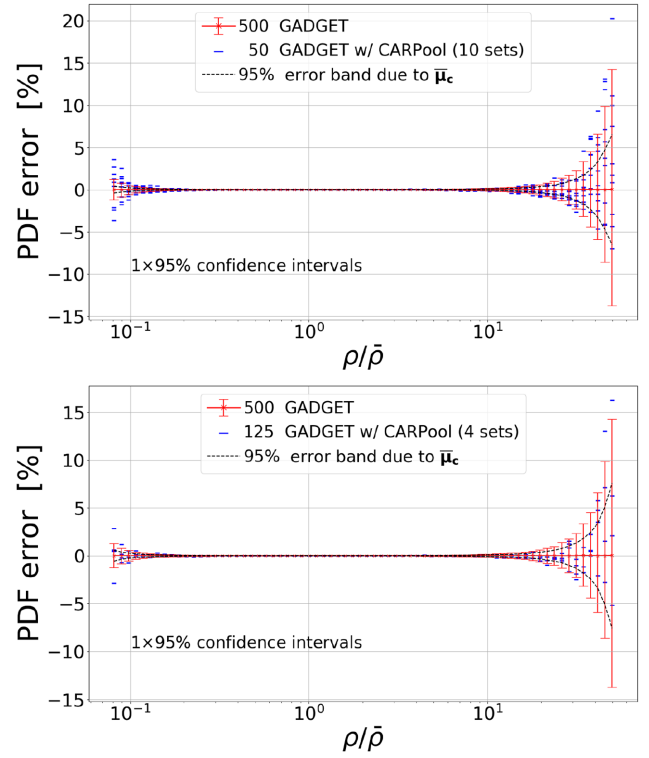 500 GADGET
50 GADGET w/ CARPool (10 sets)
95% error band due to μ̅c
PDF error [%]
20
15
10
5
0
−5
−10
−15
1×95% confidence intervals
10⁻¹
10⁰
10¹
ρ/ρ̄
500 GADGET
125 GADGET w/ CARPool (4 sets)
95% error band due to μ̅c
PDF error [%]
15
10
5
0
−5
−10
−15
1×95% confidence intervals
10⁻¹
10⁰
10¹
ρ/ρ̄